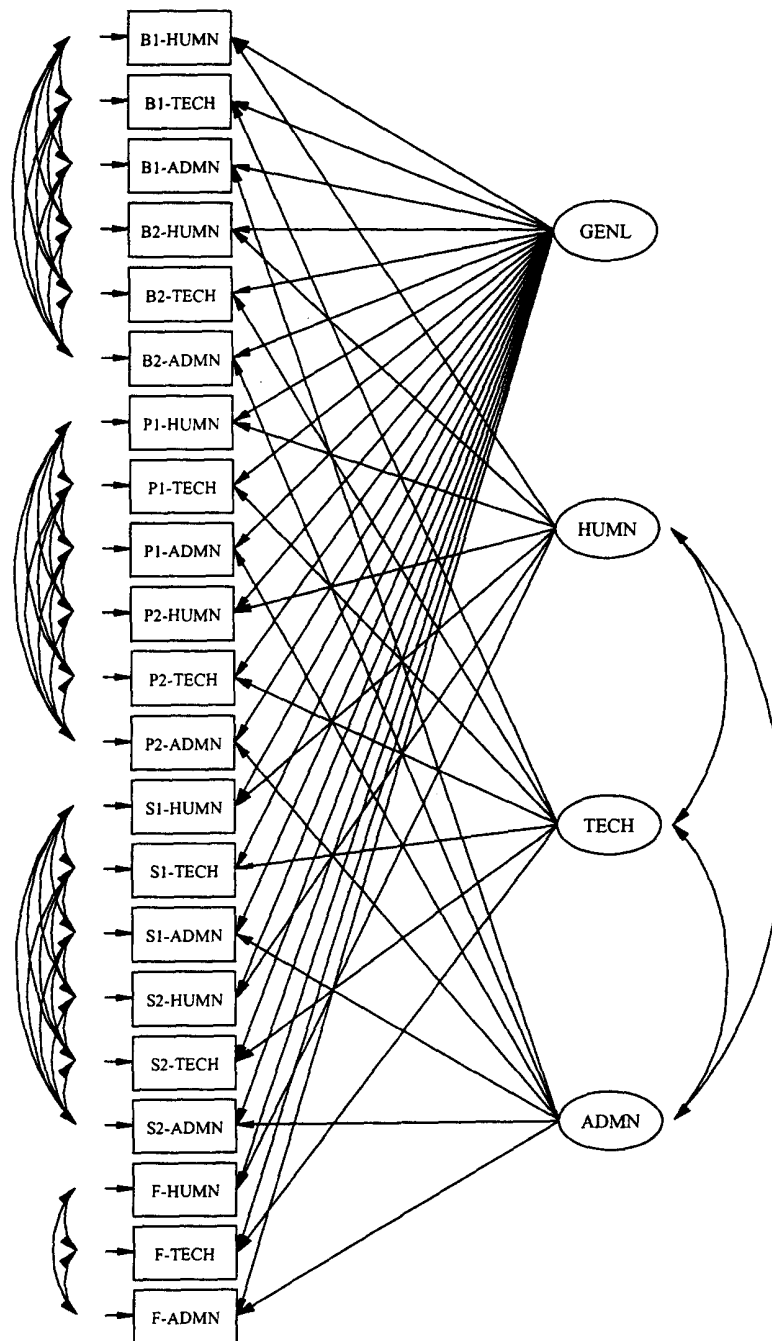 B1-HUMN
B1-TECH
B1-ADMN
B2-HUMN
B2-TECH
B2-ADMN
P1-HUMN
P1-TECH
P1-ADMN
P2-HUMN
P2-TECH
P2-ADMN
S1-HUMN
S1-TECH
S1-ADMN
S2-HUMN
S2-TECH
S2-ADMN
F-HUMN
F-TECH
F-ADMN
GENL
HUMN
TECH
ADMN